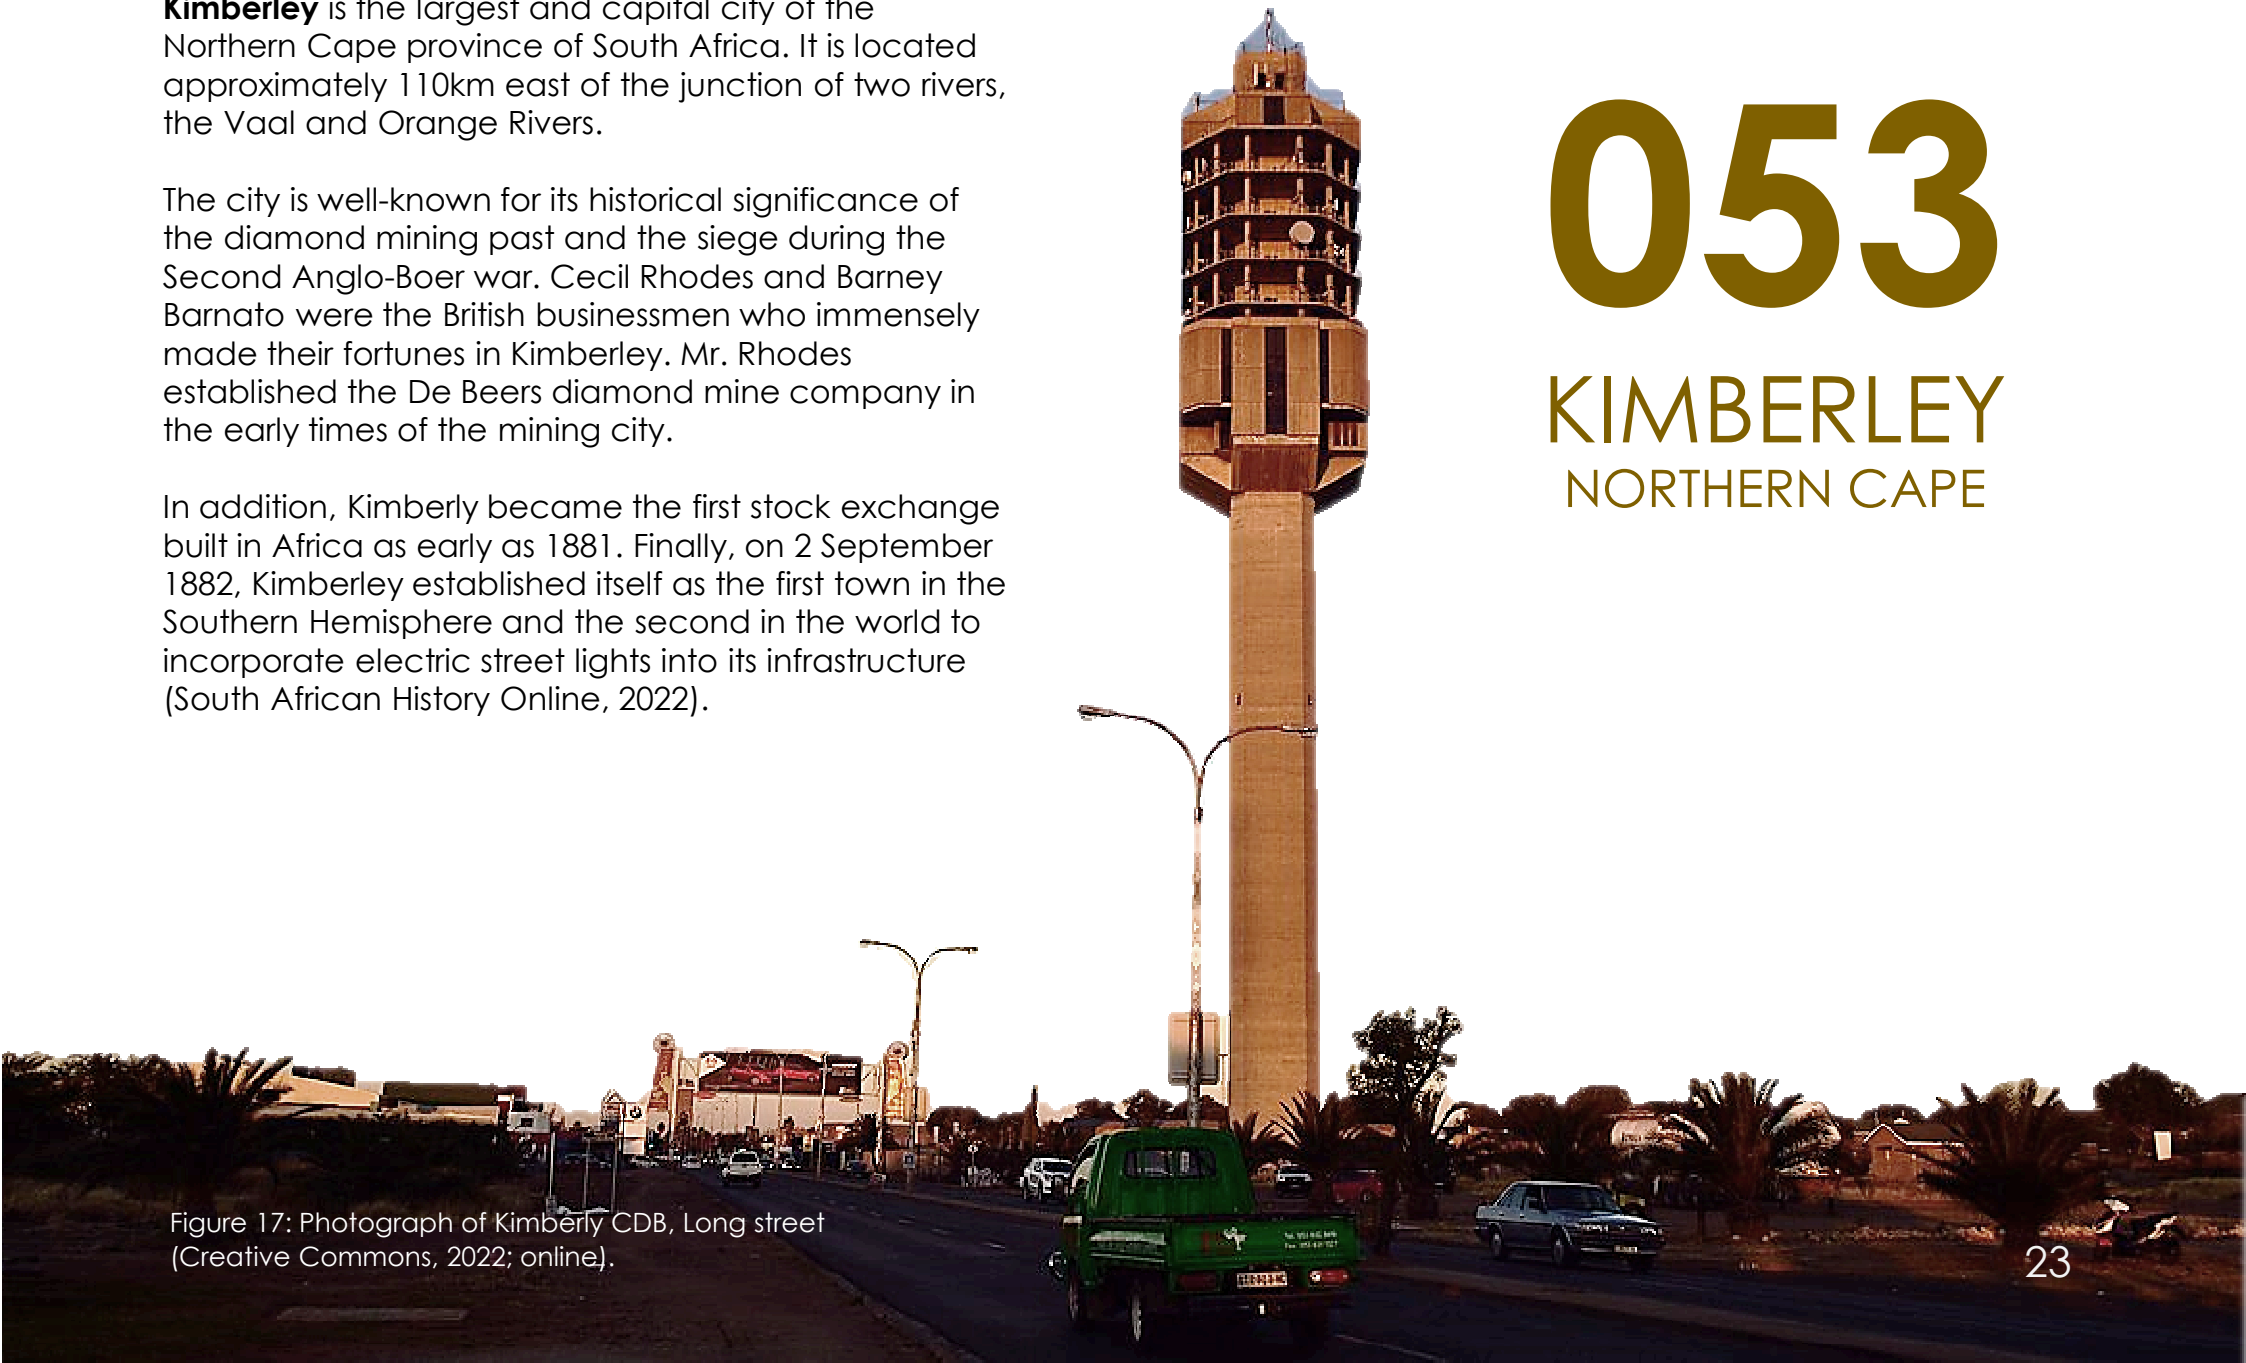 Kimberley is the largest and capital city of the
Northern Cape province of South Africa. It is located
approximately 110km east of the junction of two rivers,
the Vaal and Orange Rivers.
The city is well-known for its historical significance of
the diamond mining past and the siege during the
Second Anglo-Boer war. Cecil Rhodes and Barney
Barnato were the British businessmen who immensely
made their fortunes in Kimberley. Mr. Rhodes
established the De Beers diamond mine company in
the early times of the mining city.
In addition, Kimberly became the first stock exchange
built in Africa as early as 1881. Finally, on 2 September
1882, Kimberley established itself as the first town in the
Southern Hemisphere and the second in the world to
incorporate electric street lights into its infrastructure
(South African History Online, 2022).
053
KIMBERLEY
NORTHERN CAPE
Figure 17: Photograph of Kimberly CDB, Long street
(Creative Commons, 2022; online).
23